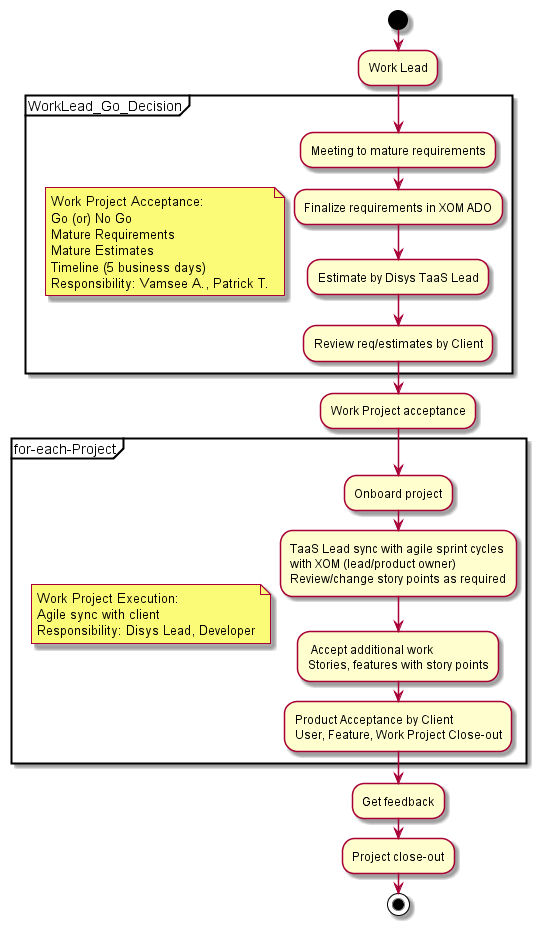 Work Lead
WorkLead_Go_Decision
Meeting to mature requirements
Work Project Acceptance:
Go (or) No Go
Mature Requirements
Mature Estimates
Timeline (5 business days)
Responsibility: Vamsee A., Patrick T.
Finalize requirements in XOM ADO
Estimate by Disys TaaS Lead
Review req/estimates by Client
Work Project acceptance
for-each-Project
Onboard project
TaaS Lead sync with agile sprint cycles
with XOM (lead/product owner)
Review/change story points as required
Work Project Execution:
Agile sync with client
Responsibility: Disys Lead, Developer
Accept additional work
Stories, features with story points
Product Acceptance by Client
User, Feature, Work Project Close-out
Get feedback
Project close-out